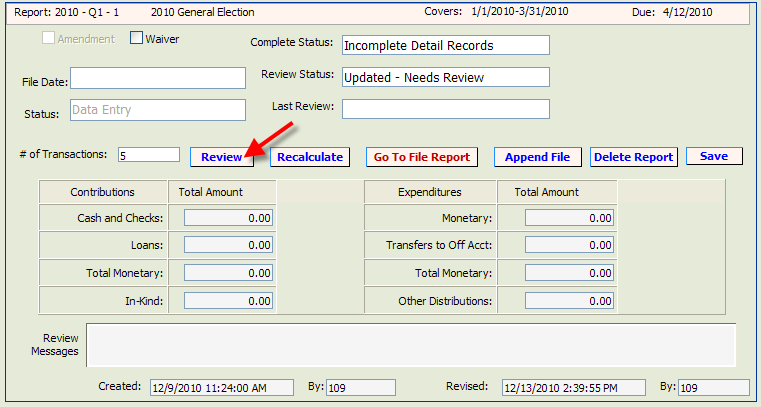 Report: 2010 - Q1 - 1 2010 General Election Covers: 1/1/2010-3/31/2010 Due: 4/12/2010
Amendment Waiver Complete Status: Incomplete Detail Records
File Date: Review Status: Updated - Needs Review
Status: Data Entry Last Review:
# of Transactions: 5 Review Recalculate Go To File Report Append File Delete Report Save
Contributions Total Amount Expenditures Total Amount
Cash and Checks: 0.00 Monetary: 0.00
Loans: 0.00 Transfers to Off Acct: 0.00
Total Monetary: 0.00 Total Monetary: 0.00
In-Kind: 0.00 Other Distributions: 0.00
Review
Messages
Created: 12/9/2010 11:24:00 AM By: 109 Revised: 12/13/2010 2:39:55 PM By: 109